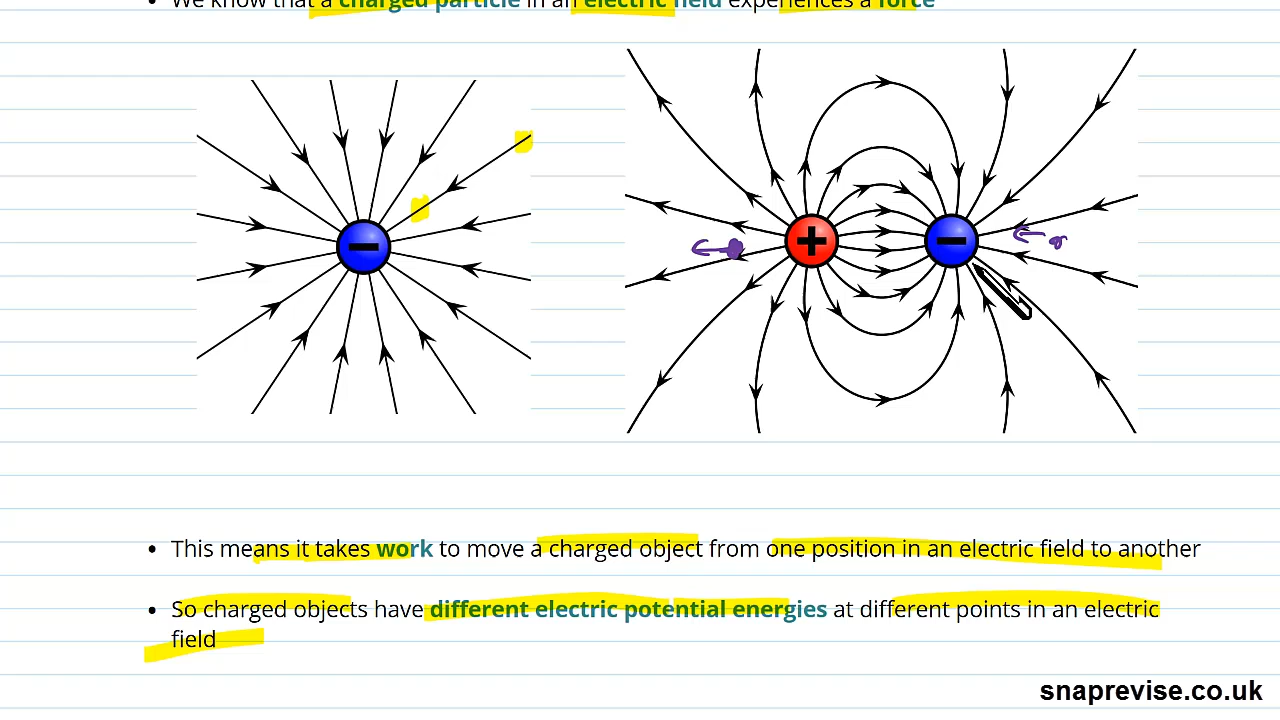 • We know that a charged particle in an electric field experiences a force
• This means it takes work to move a charged object from one position in an electric field to another
• So charged objects have different electric potential energies at different points in an electric
field
snaprevise.co.uk